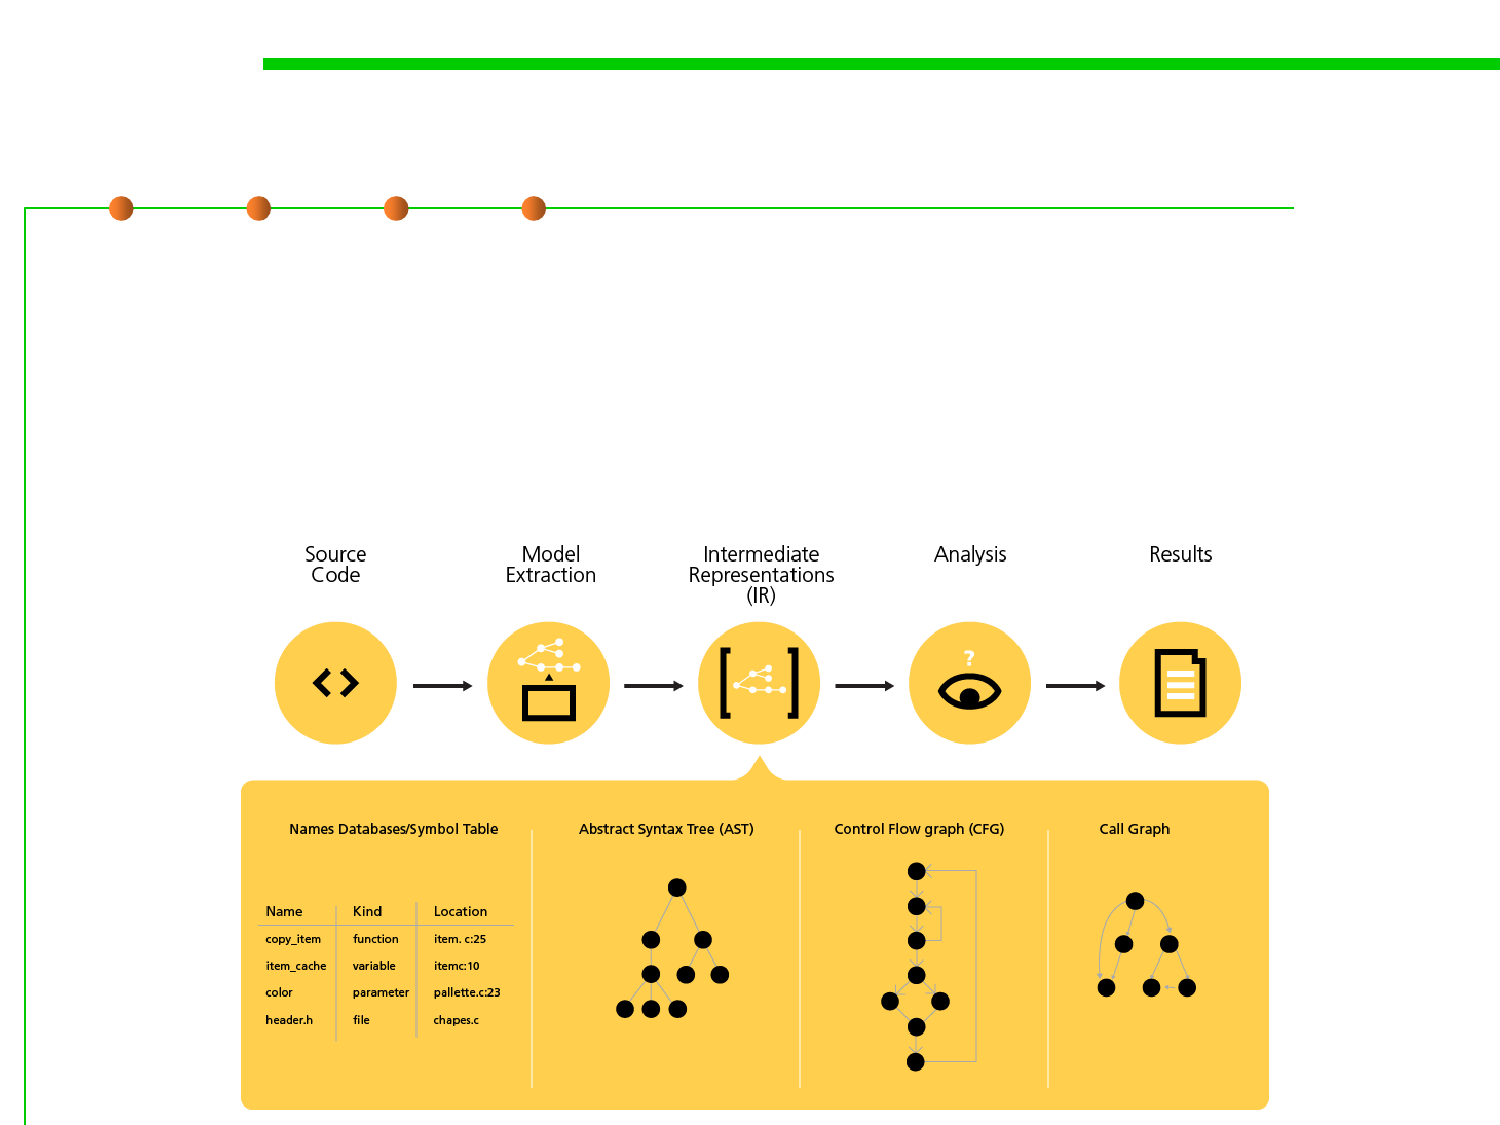 Source
Code
Model
Extraction
Intermediate
Representations
(IR)
Analysis
Results
?
Names Databases/Symbol Table
Name Kind Location
copy_item function item. c:25
item_cache variable itemc:10
color parameter pallette.c:23
header.h file chapes.c
Abstract Syntax Tree (AST)
Control Flow graph (CFG)
Call Graph